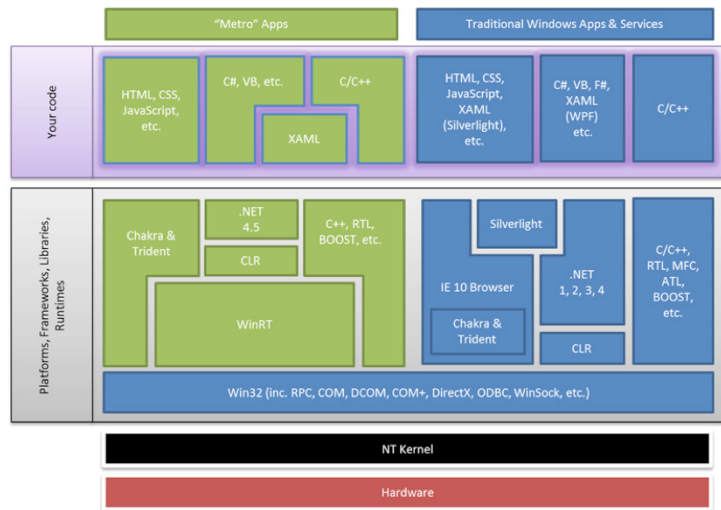 “Metro” Apps
Traditional Windows Apps & Services
Your code
HTML, CSS,
JavaScript,
etc.
C#, VB, etc.
C/C++
XAML
HTML, CSS,
JavaScript,
XAML
(Silverlight),
etc.
C#, VB, F#,
XAML
(WPF)
etc.
C/C++
Platforms, Frameworks, Libraries,
Runtimes
Chakra &
Trident
.NET
4.5
CLR
C++, RTL,
BOOST, etc.
WinRT
Silverlight
IE 10 Browser
Chakra &
Trident
.NET
1, 2, 3, 4
CLR
C/C++,
RTL, MFC,
ATL,
BOOST,
etc.
Win32 (inc. RPC, COM, DCOM, COM+, DirectX, ODBC, WinSock, etc.)
NT Kernel
Hardware